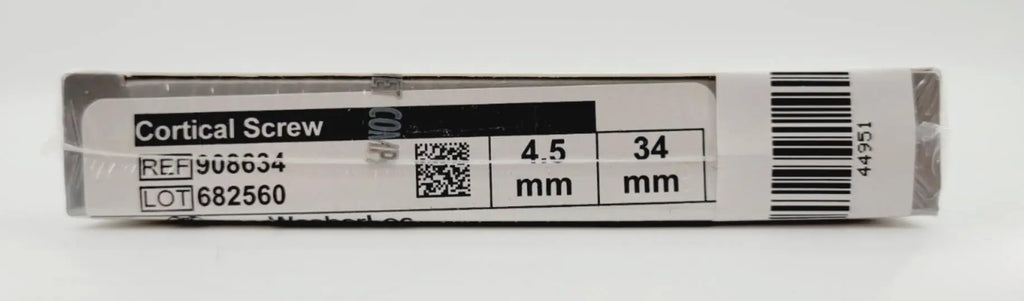 Cortical Screw
REF 908634
LOT 682560
4.5
mm
34
mm
44951